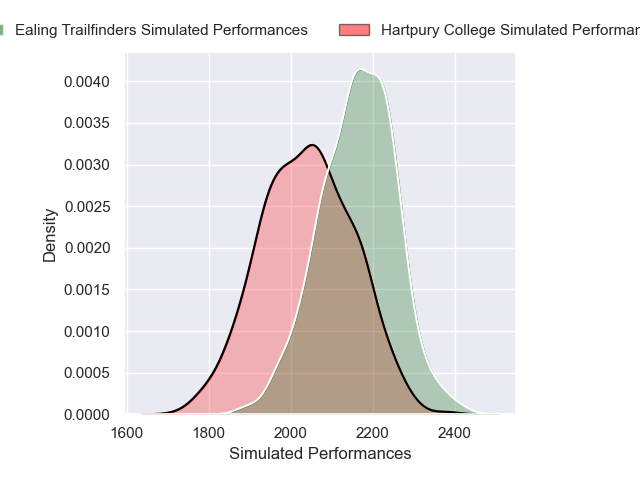 Ealing Trailfinders Simulated Performances
Hartpury College Simulated
0.0040
0.0035
0.0030
0.0025
0.0020
0.0015
0.0010
0.0005
0.0000
Density
1600 1800 2000 2200 2400
Simulated Performances